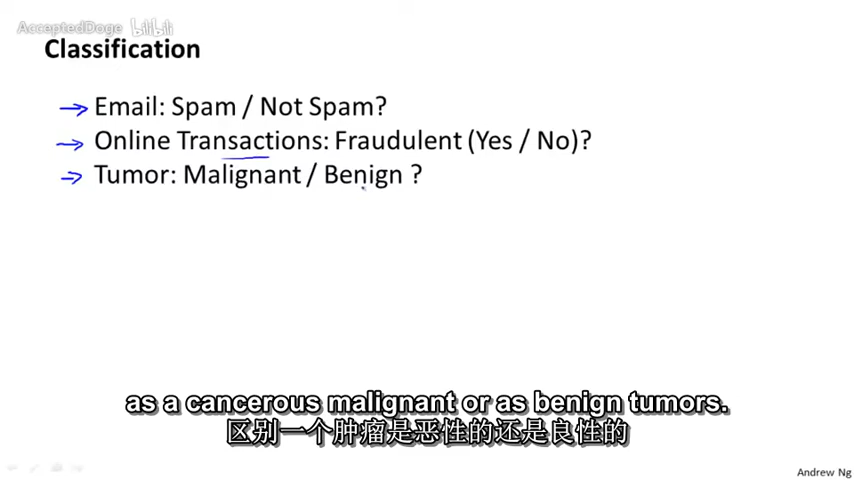 AcceptedDoge bilibili
Classification
Email: Spam / Not Spam?
Online Transactions: Fraudulent (Yes / No)?
Tumor: Malignant / Benign ?
as a cancerous malignant or as benign tumors.
区别一个肿瘤是恶性的还是良性的
Andrew Ng